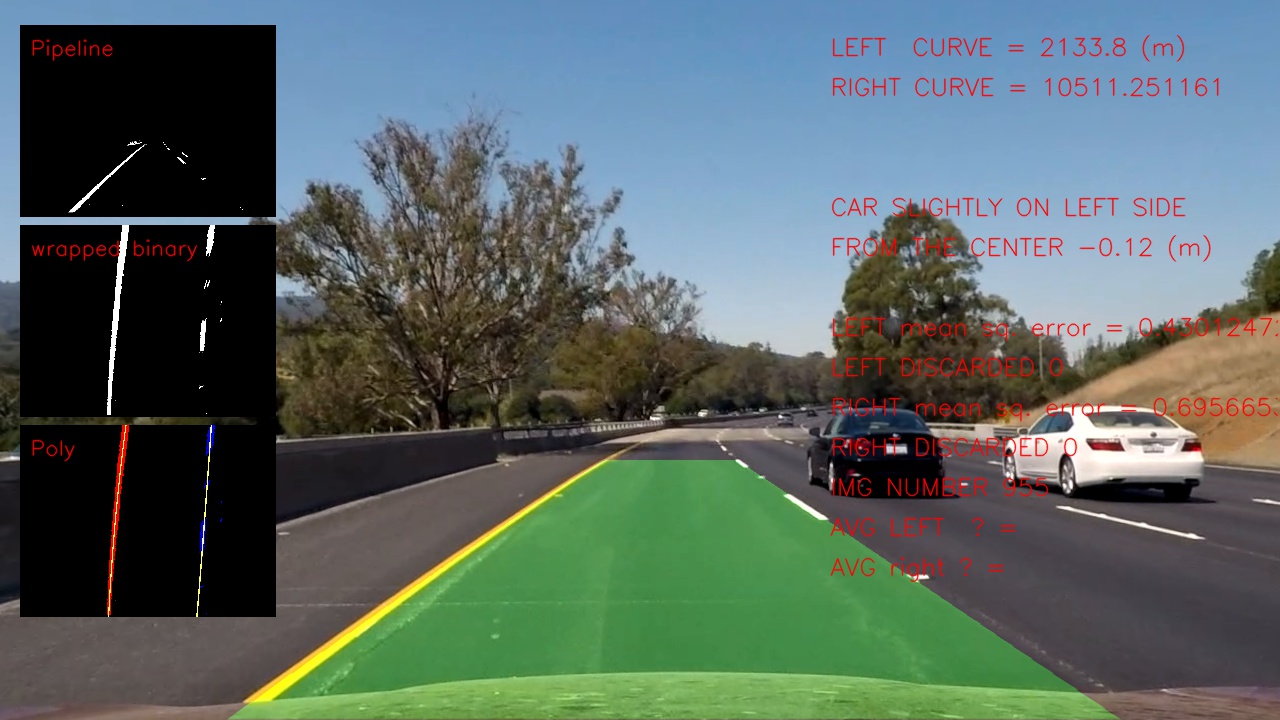 Pipeline
wrapped binary
Poly
LEFT CURVE = 2133.8 (m)
RIGHT CURVE = 10511.251161
CAR SLIGHTLY ON LEFT SIDE
FROM THE CENTER -0.12 (m)
LEFT mean sq. error = 0.4301247
LEFT DISCARDED 0
RIGHT mean sq. error = 0.695665
RIGHT DISCARDED 0
IMG NUMBER 955
AVG LEFT ? =
AVG right ? =